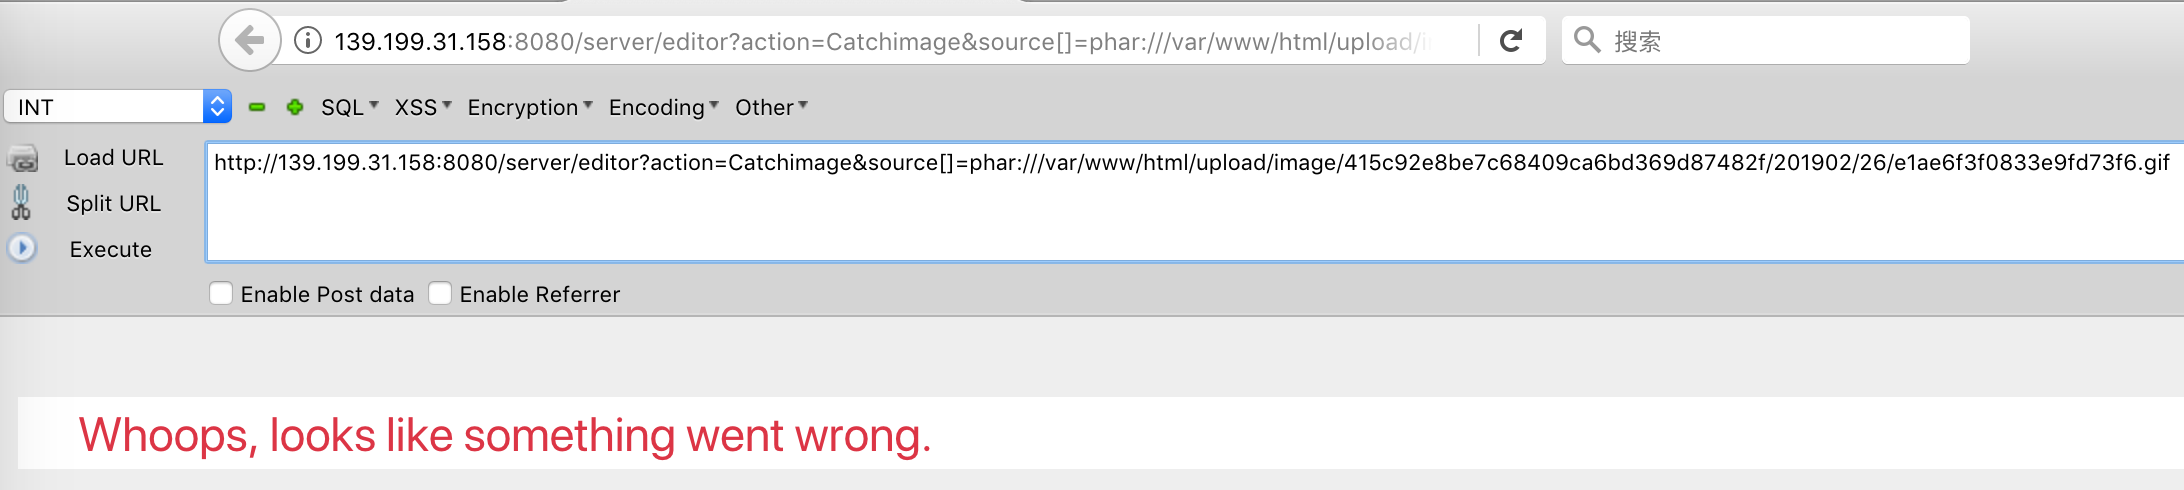 139.199.31.158:8080/server/editor?action=Catchimage&source[]=phar:///var/www/html/upload/i
搜索
INT SQL XSS Encryption Encoding Other
Load URL
http://139.199.31.158:8080/server/editor?action=Catchimage&source[]=phar:///var/www/html/upload/image/415c92e8be7c68409ca6bd369d87482f/201902/26/e1ae6f3f0833e9fd73f6.gif
Split URL
Execute
Enable Post data Enable Referrer
Whoops, looks like something went wrong.